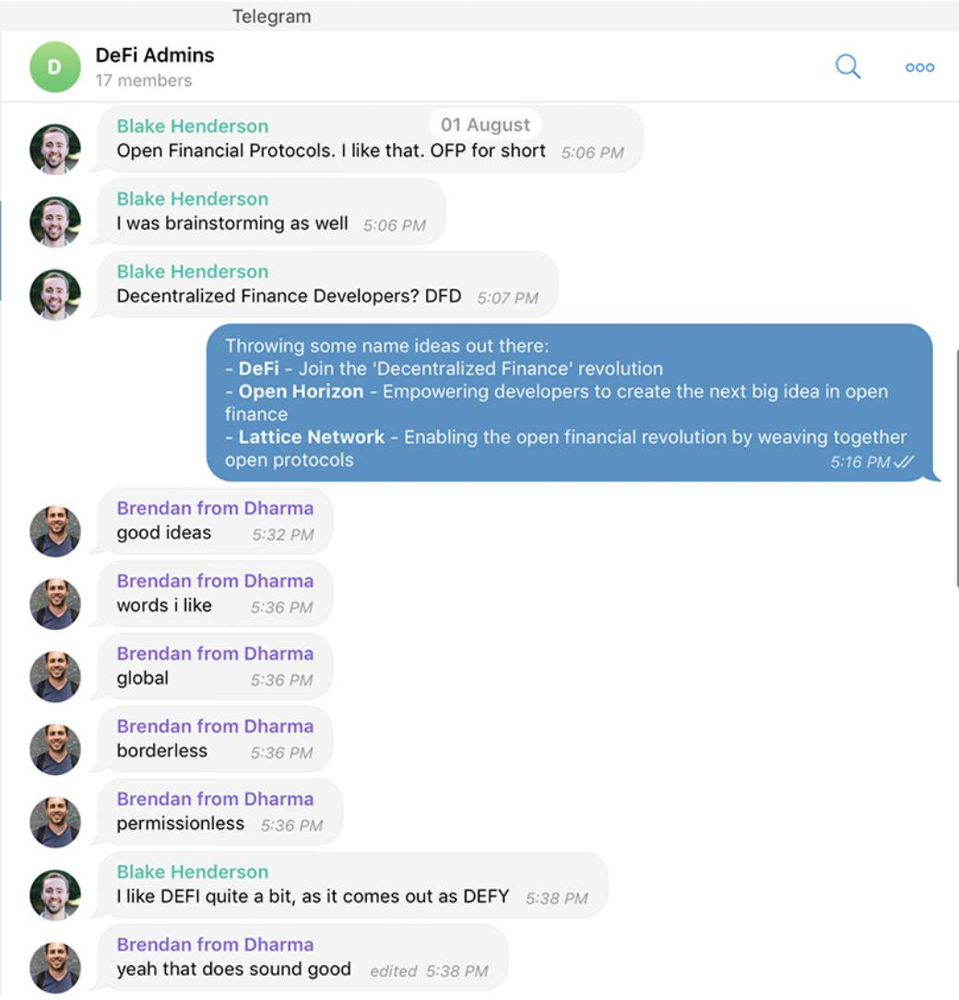 Telegram
D
DeFi Admins
17 members
01 August
Blake Henderson
Open Financial Protocols. I like that. OFP for short 5:06 PM
Blake Henderson
I was brainstorming as well 5:06 PM
Blake Henderson
Decentralized Finance Developers? DFD 5:07 PM
Throwing some name ideas out there:
- DeFi - Join the 'Decentralized Finance' revolution
- Open Horizon - Empowering developers to create the next big idea in open
finance
- Lattice Network - Enabling the open financial revolution by weaving together
open protocols 5:16 PM
Brendan from Dharma
good ideas 5:32 PM
Brendan from Dharma
words i like 5:36 PM
Brendan from Dharma
global 5:36 PM
Brendan from Dharma
borderless 5:36 PM
Brendan from Dharma
permissionless 5:36 PM
Blake Henderson
I like DEFI quite a bit, as it comes out as DEFY 5:38 PM
Brendan from Dharma
yeah that does sound good edited 5:38 PM